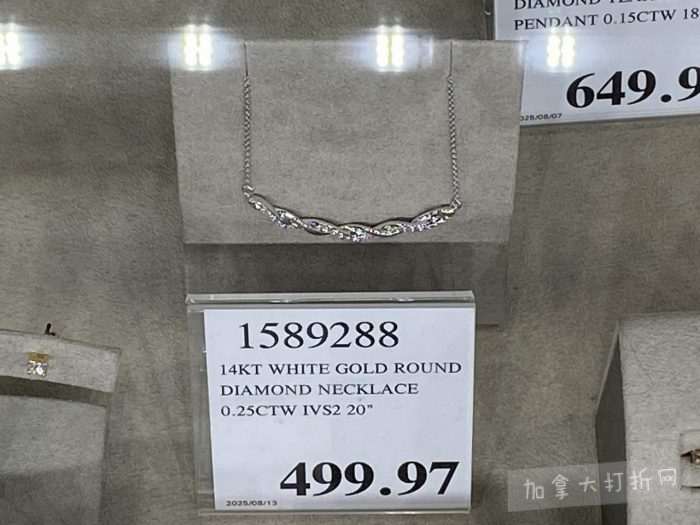 PENDANT 0.15CTW 18
649.9
1589288
14KT WHITE GOLD ROUND
DIAMOND NECKLACE
0.25CTW IVS2 20"
499.97
2025/08/13
加拿大打折网